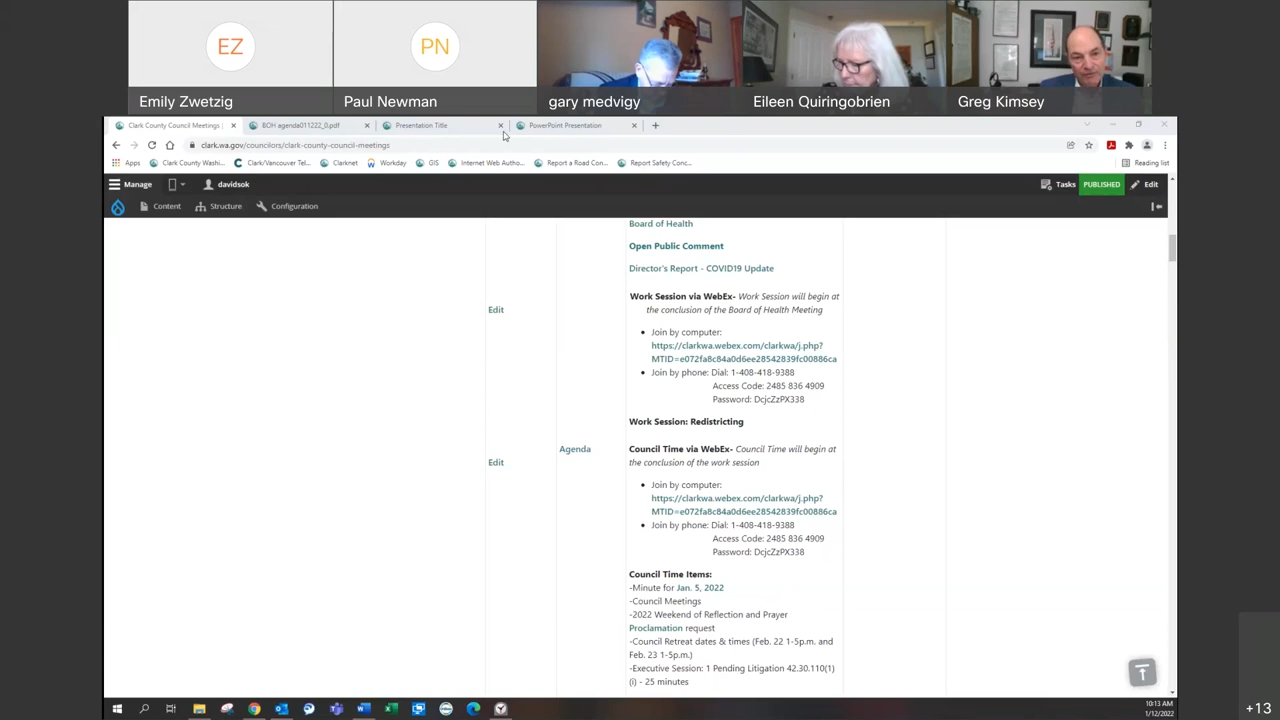 EZ
PN
Emily Zwetzig
Paul Newman
gary medvigy
Eileen Quiringobrien
Greg Kimsey
Clark County Council Meetings |
BOH agenda011222_0.pdf
Presentation Title
PowerPoint Presentation
clark.wa.gov/councilors/clark-county-council-meetings
Apps
Clark County Washi...
Clark/Vancouver Tel...
Clarknet
Workday
GIS
Internet Web Autho...
Report a Road Con...
Report Safety Conc...
Reading list
Manage
davidsok
Tasks
PUBLISHED
Edit
Content
Structure
Configuration
Board of Health
Open Public Comment
Director's Report - COVID19 Update
Edit
Work Session via WebEx- Work Session will begin at
the conclusion of the Board of Health Meeting
Join by computer:
https://clarkwa.webex.com/clarkwa/j.php?
MTID=e072fa8c84a0d6ee28542839fc00886ca
Join by phone: Dial: 1-408-418-9388
Access Code: 2485 836 4909
Password: DcjcZzPX338
Work Session: Redistricting
Edit
Agenda
Council Time via WebEx- Council Time will begin at
the conclusion of the work session
Join by computer:
https://clarkwa.webex.com/clarkwa/j.php?
MTID=e072fa8c84a0d6ee28542839fc00886ca
Join by phone: Dial: 1-408-418-9388
Access Code: 2485 836 4909
Password: DcjcZzPX338
Council Time Items:
-Minute for Jan. 5, 2022
-Council Meetings
-2022 Weekend of Reflection and Prayer
Proclamation request
-Council Retreat dates & times (Feb. 22 1-5p.m. and
Feb. 23 1-5p.m.)
-Executive Session: 1 Pending Litigation 42.30.110(1)
(i) - 25 minutes
10:13 AM
1/12/2022
+13